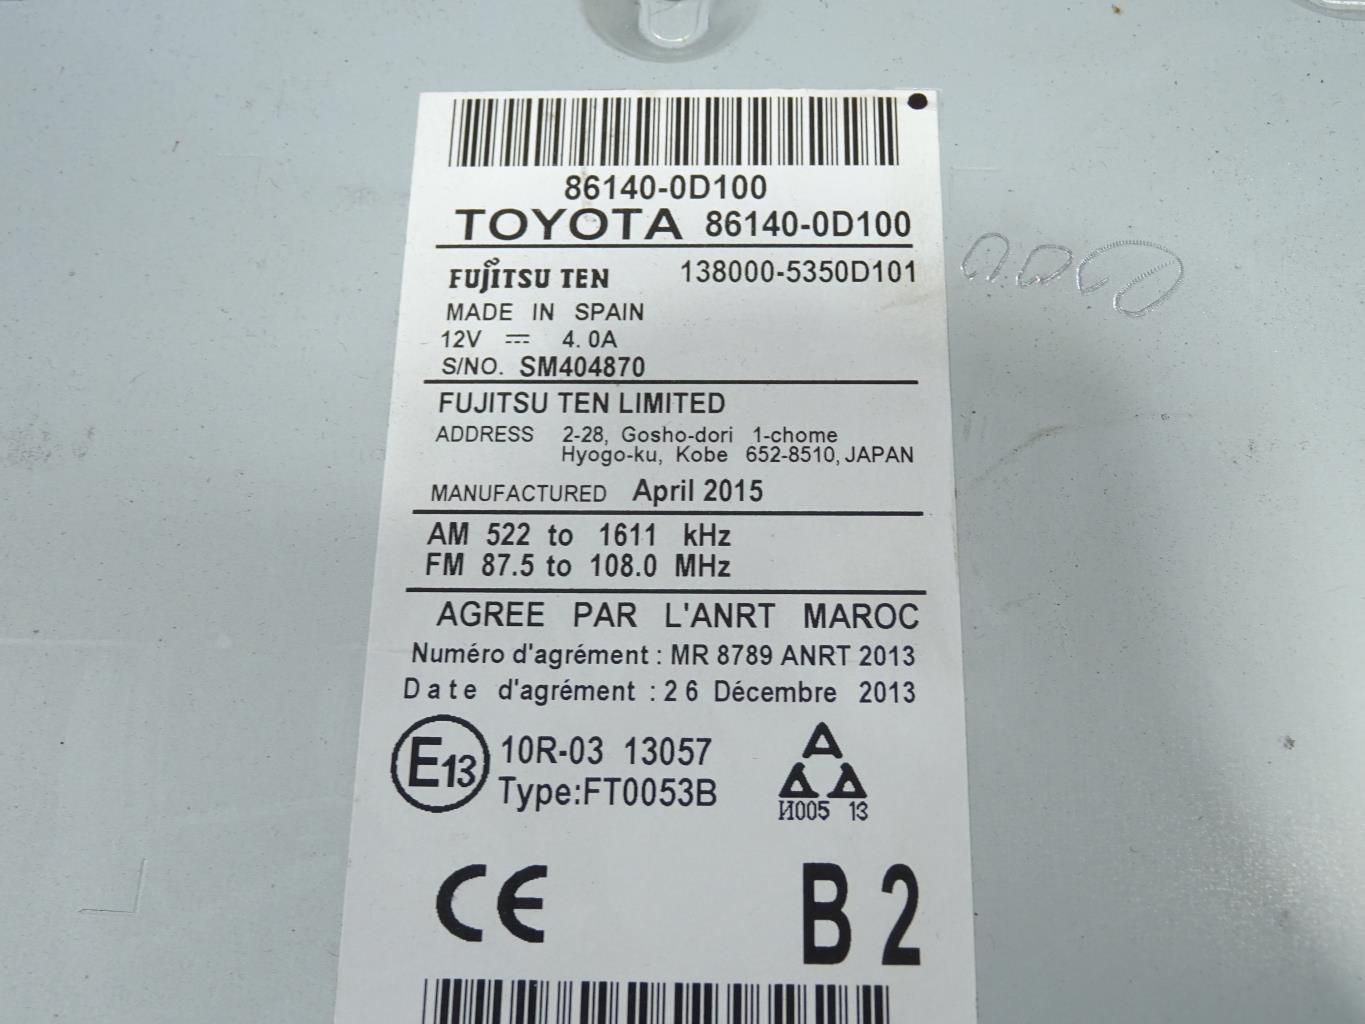 86140-0D100
TOYOTA 86140-0D100
FUJITSU TEN 138000-5350D101
MADE IN SPAIN
12V ⎓ 4.0A
S/NO. SM404870
FUJITSU TEN LIMITED
ADDRESS 2-28, Gosho-dori 1-chome
Hyogo-ku, Kobe 652-8510, JAPAN
MANUFACTURED April 2015
AM 522 to 1611 kHz
FM 87.5 to 108.0 MHz
AGREE PAR L'ANRT MAROC
Numéro d'agrément : MR 8789 ANRT 2013
Date d'agrément : 26 Décembre 2013
E13 10R-03 13057
Type:FT0053B
И005 13
CE B2